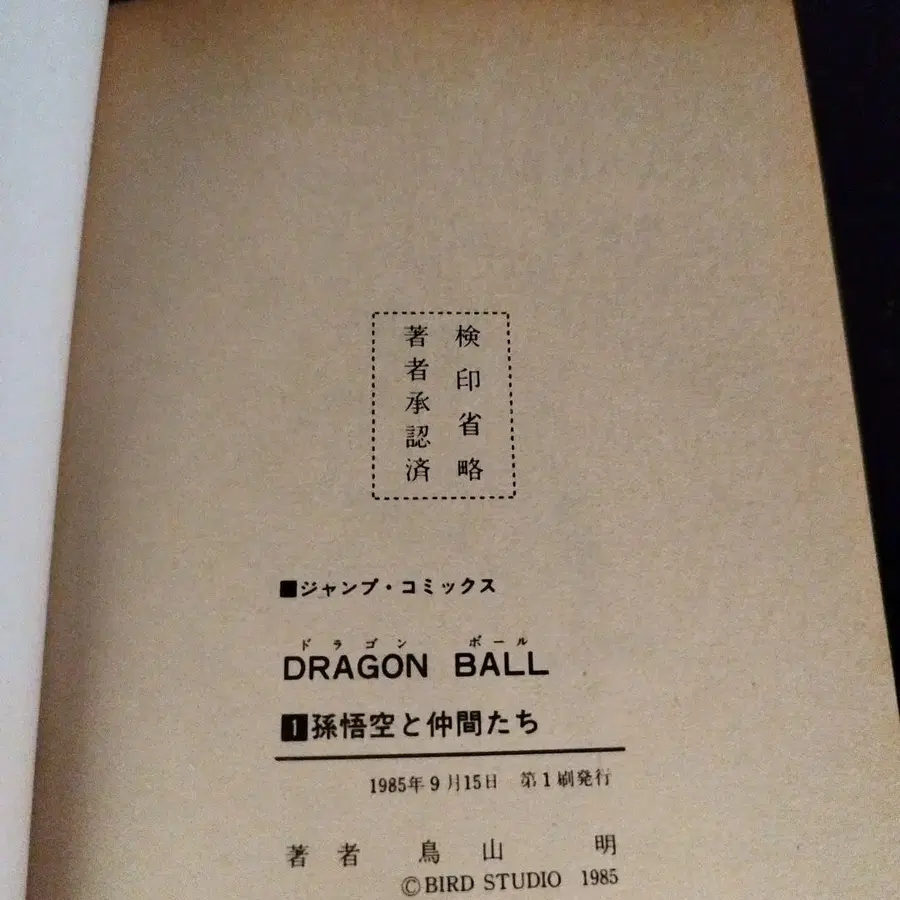 検印省略
著者承認済
■ジャンプ・コミックス
ドラゴン ボール
DRAGON BALL
1孫悟空と仲間たち
1985年9月15日 第1刷発行
著者 鳥山 明
©BIRD STUDIO 1985